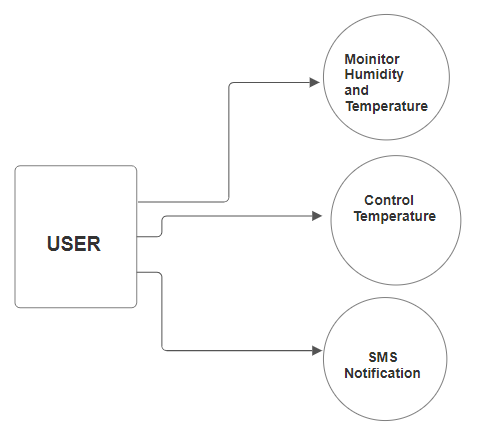 Moinitor
Humidity
and
Temperature
Control
Temperature
USER
SMS
Notification